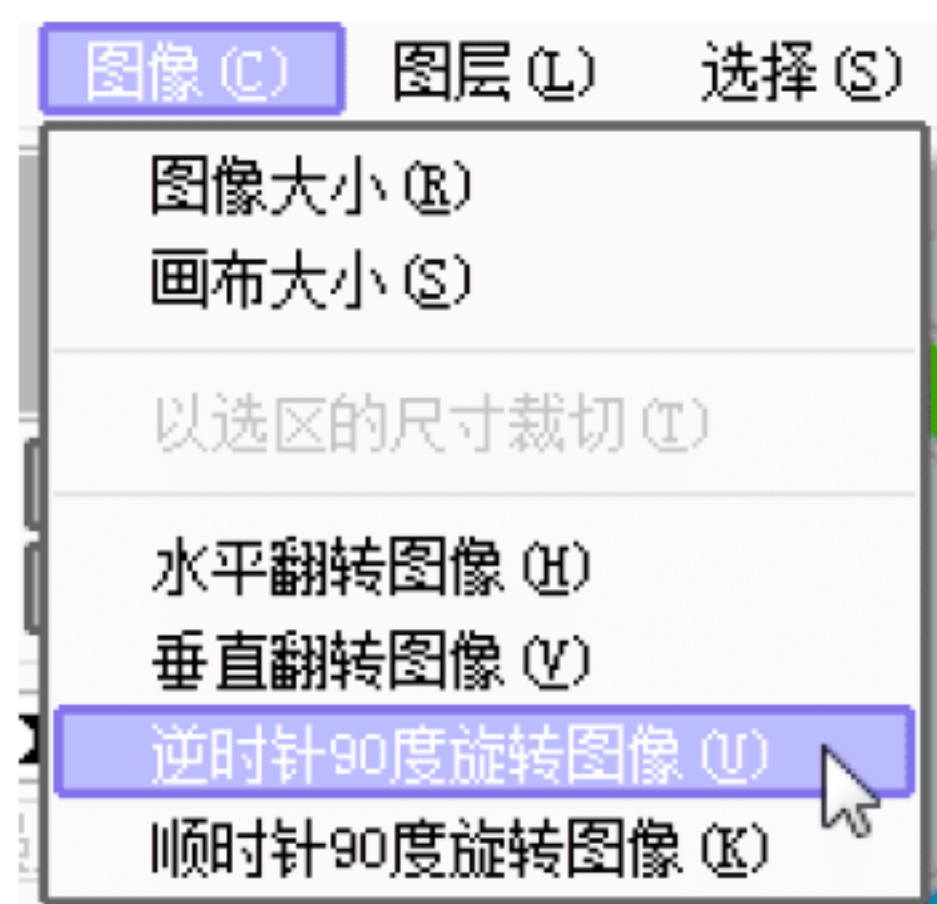 图像(C) 图层(L) 选择(S)
图像大小(R)
画布大小(S)
以选区的尺寸裁切(T)
水平翻转图像(H)
垂直翻转图像(V)
逆时针90度旋转图像(U)
顺时针90度旋转图像(K)